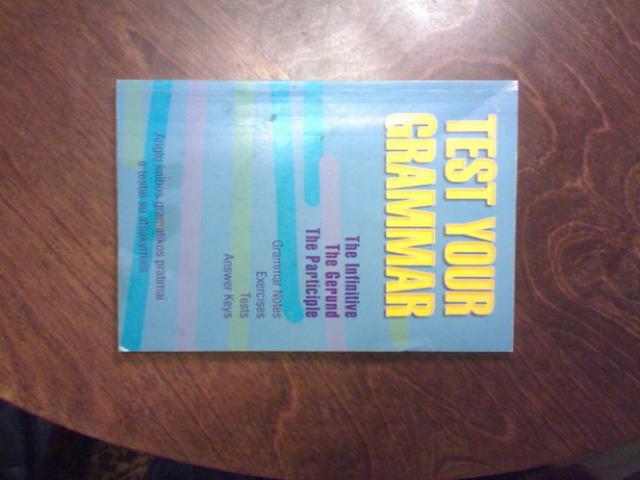 TEST YOUR
GRAMMAR
The Infinitive
The Gerund
The Participle
Grammar Notes
Exercises
Tests
Answer Keys
Anglų kalbos gramatikos pratimai
ir testai su atsakymais